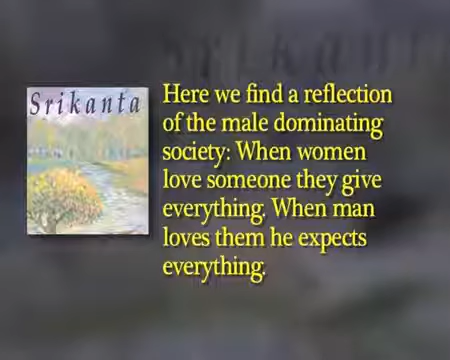 Srikanta
Here we find a reflection
of the male dominating
society: When women
love someone they give
everything. When man
loves them he expects
everything.